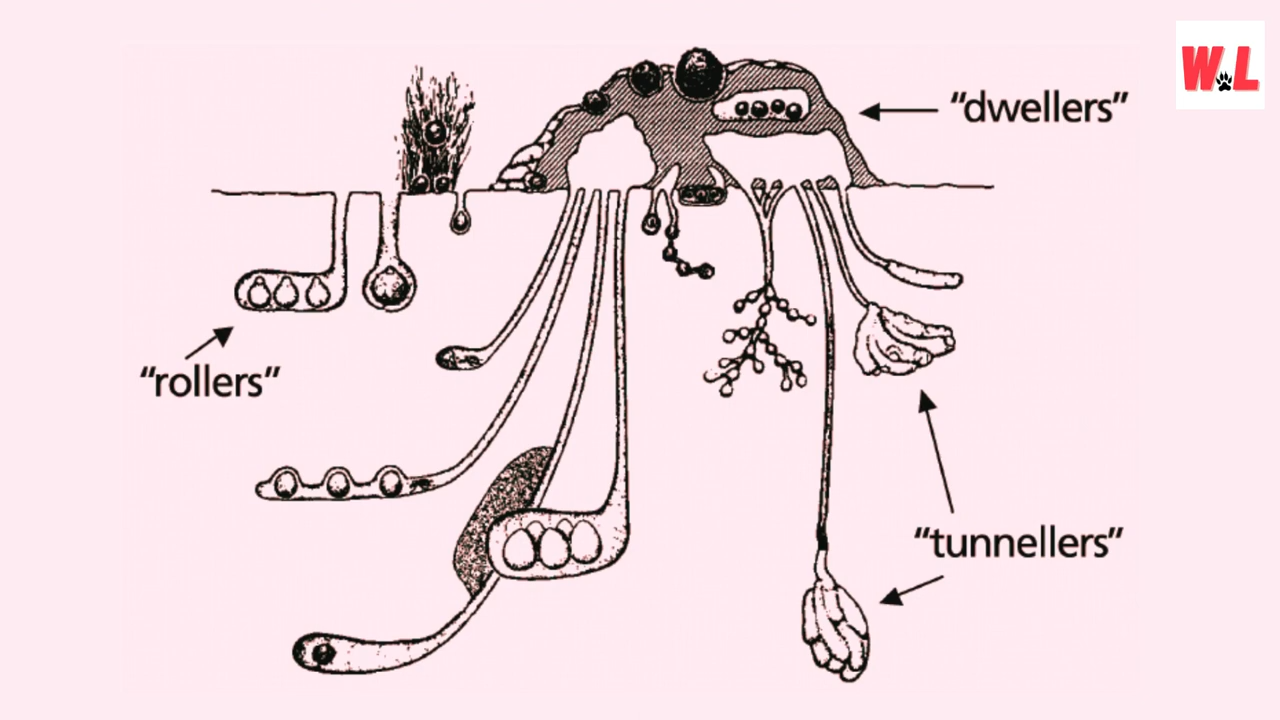 W.L
“dwellers”
“rollers”
“tunnellers”